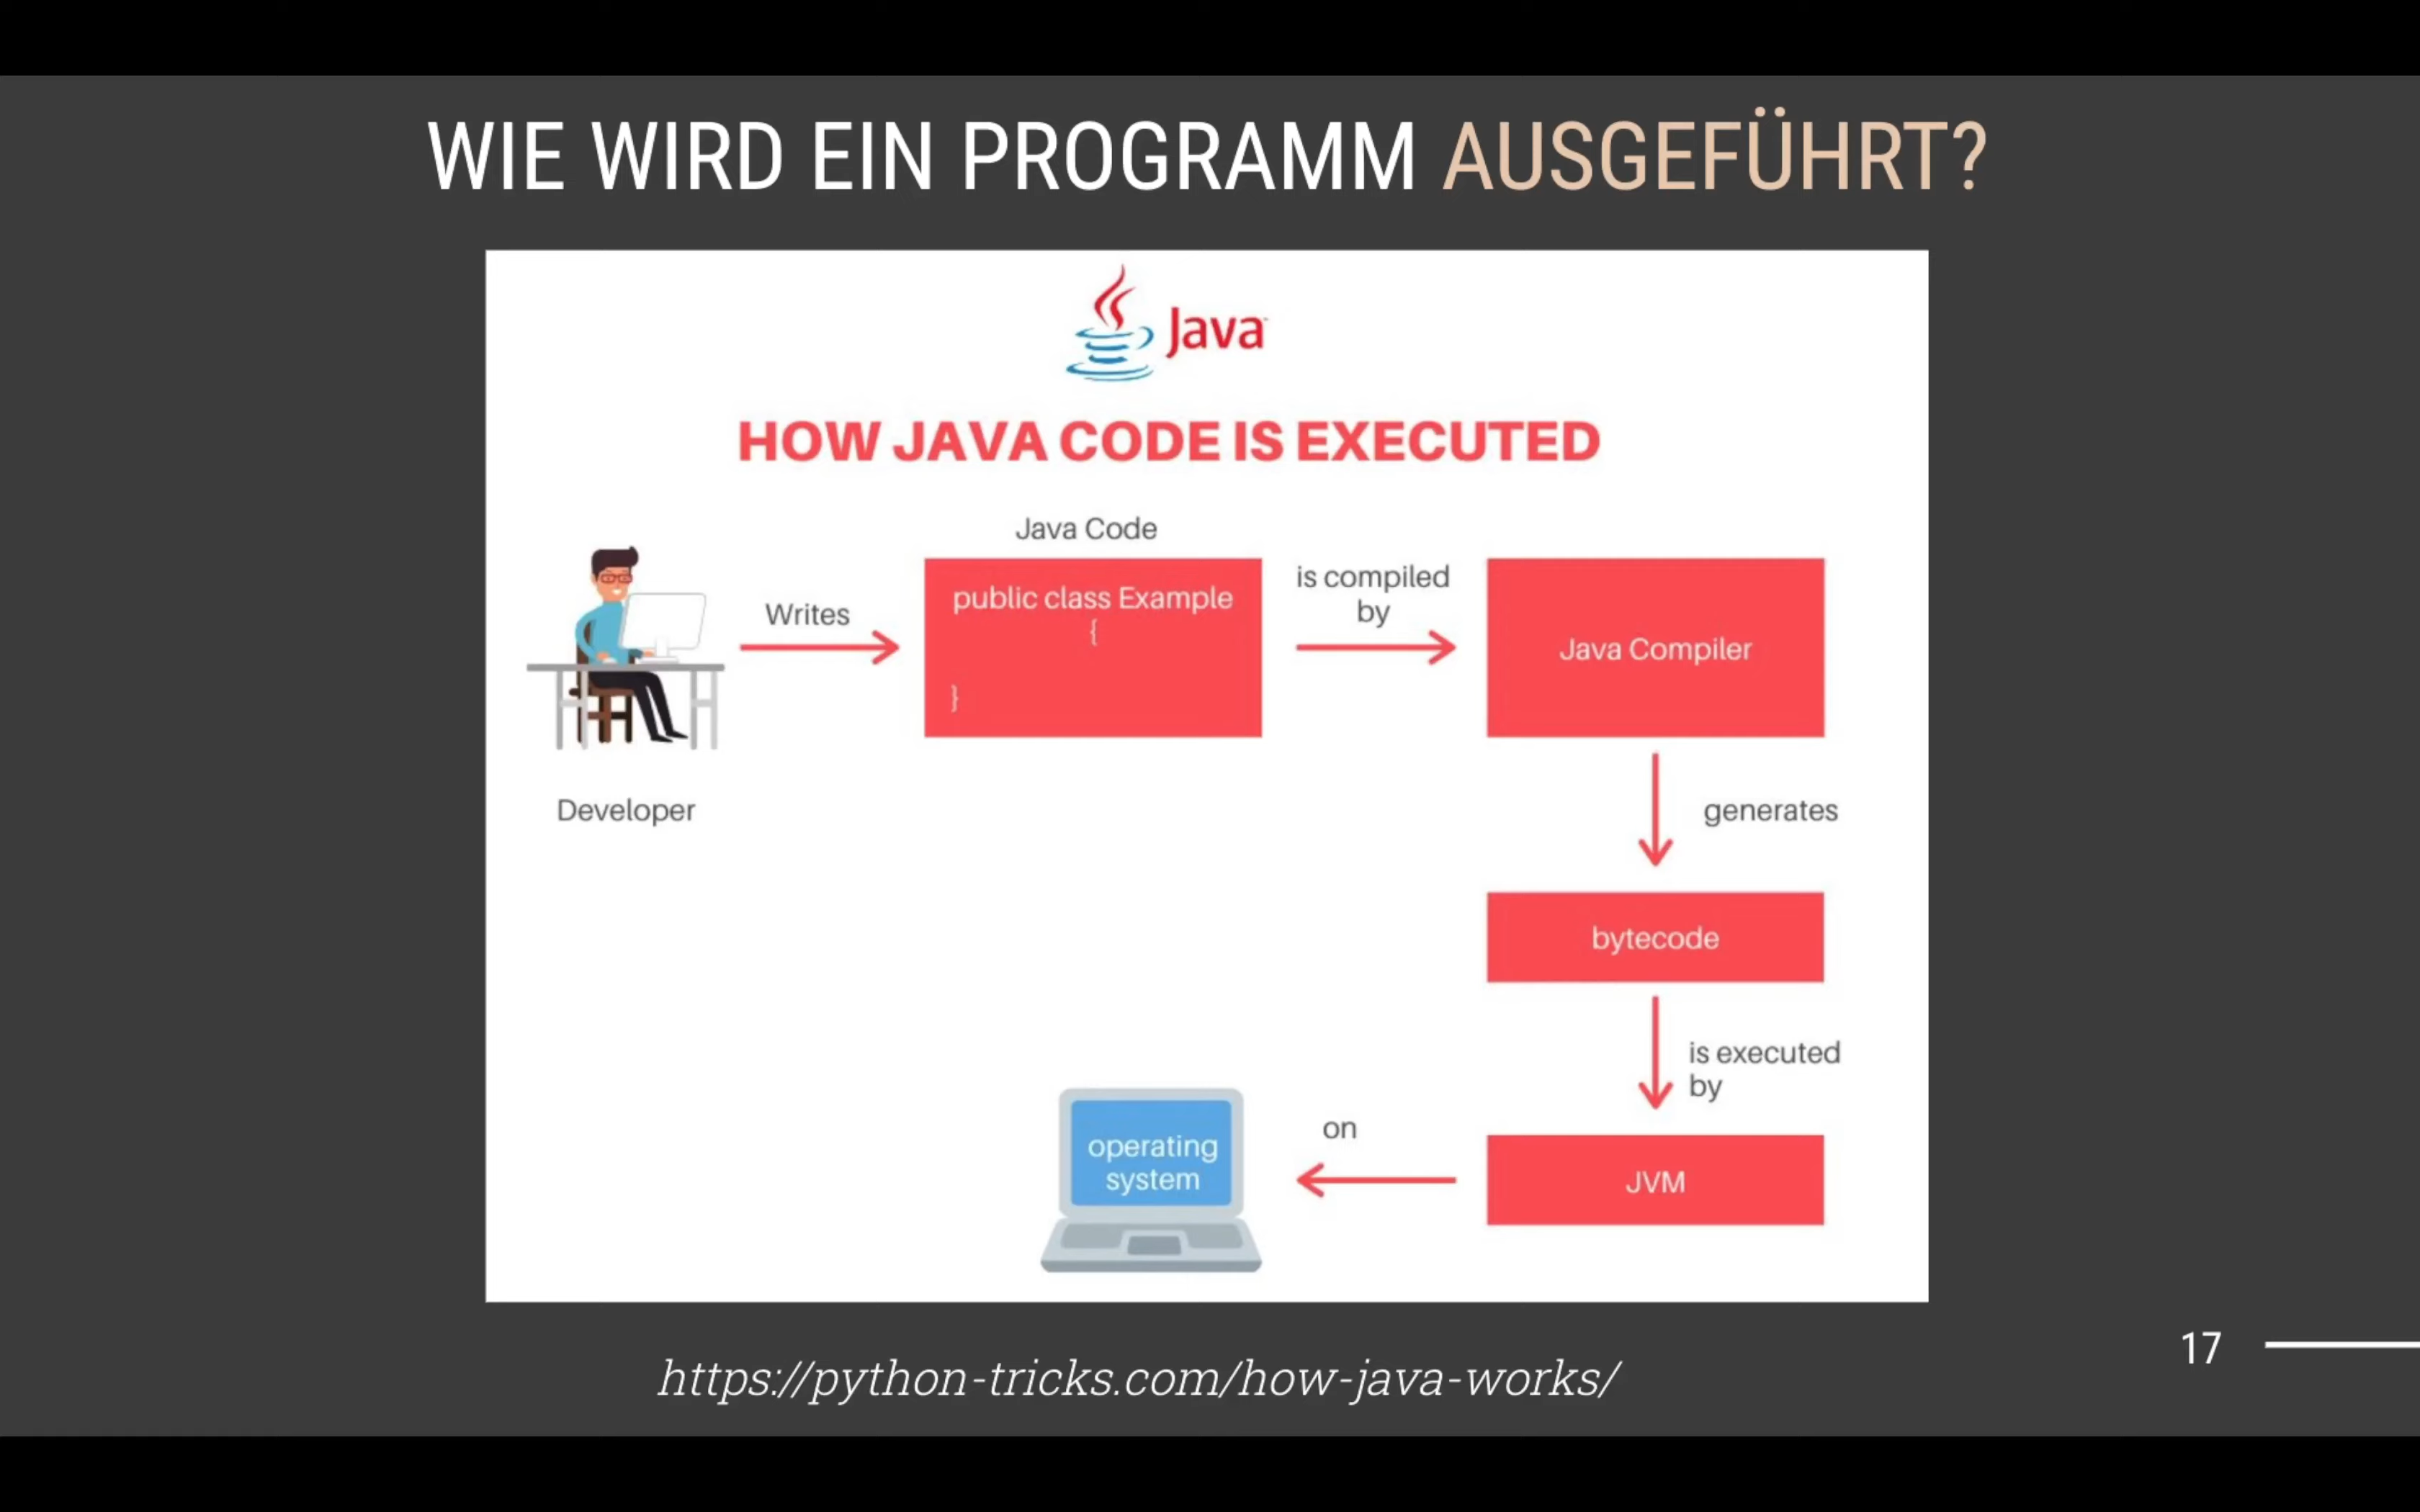 WIE WIRD EIN PROGRAMM AUSGEFÜHRT?
Java
HOW JAVA CODE IS EXECUTED
Java Code
Writes
public class Example
{
}
is compiled
by
Java Compiler
Developer
generates
bytecode
is executed
by
on
JVM
operating
system
17
https://python-tricks.com/how-java-works/